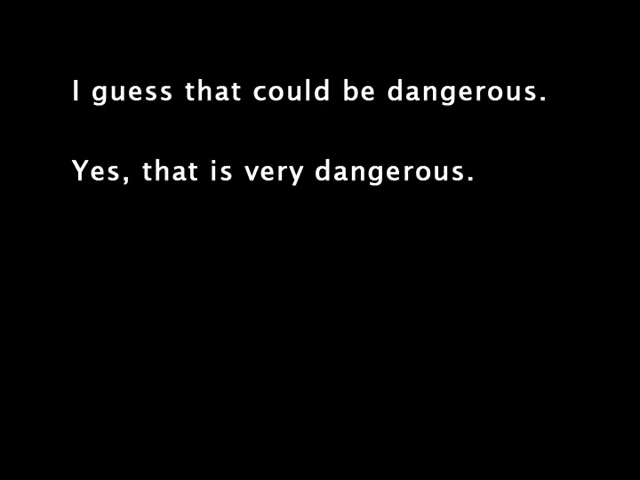 I guess that could be dangerous.
Yes, that is very dangerous.